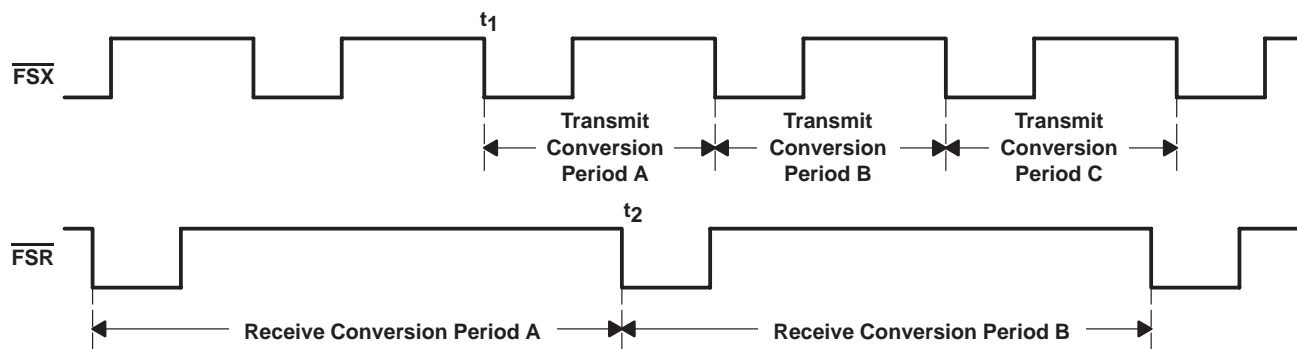 t1
FSX
Transmit Conversion Period A
Transmit Conversion Period B
Transmit Conversion Period C
t2
FSR
Receive Conversion Period A
Receive Conversion Period B